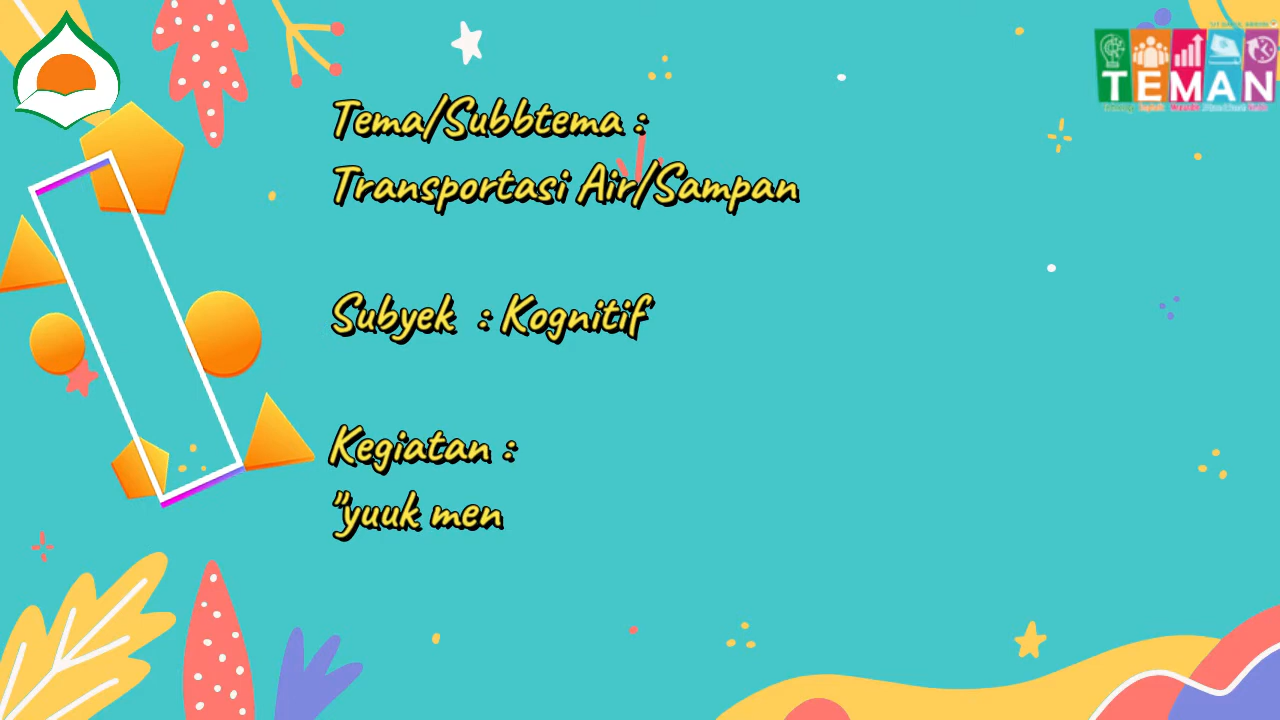 TEMAN
Tema/Subbtema :
Transportasi Air/Sampan
Subyek : Kognitif
Kegiatan :
"yuuk men